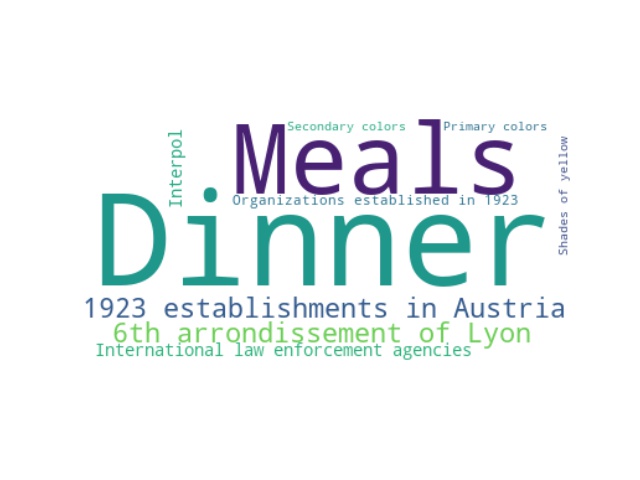 Secondary colors
Primary colors
Meals
Interpol
Shades of yellow
Organizations established in 1923
Dinner
1923 establishments in Austria
6th arrondissement of Lyon
International law enforcement agencies